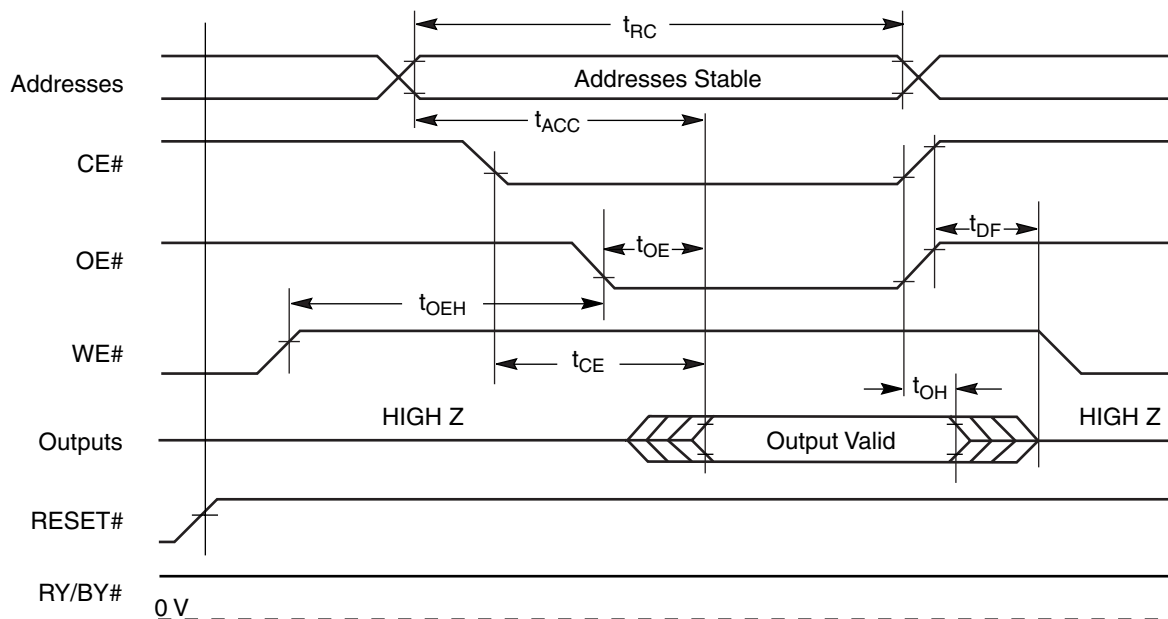 tRC
Addresses
Addresses Stable
tACC
CE#
OE#
tOE
tDF
tOEH
WE#
tCE
tOH
HIGH Z
HIGH Z
Outputs
Output Valid
RESET#
RY/BY#
0 V